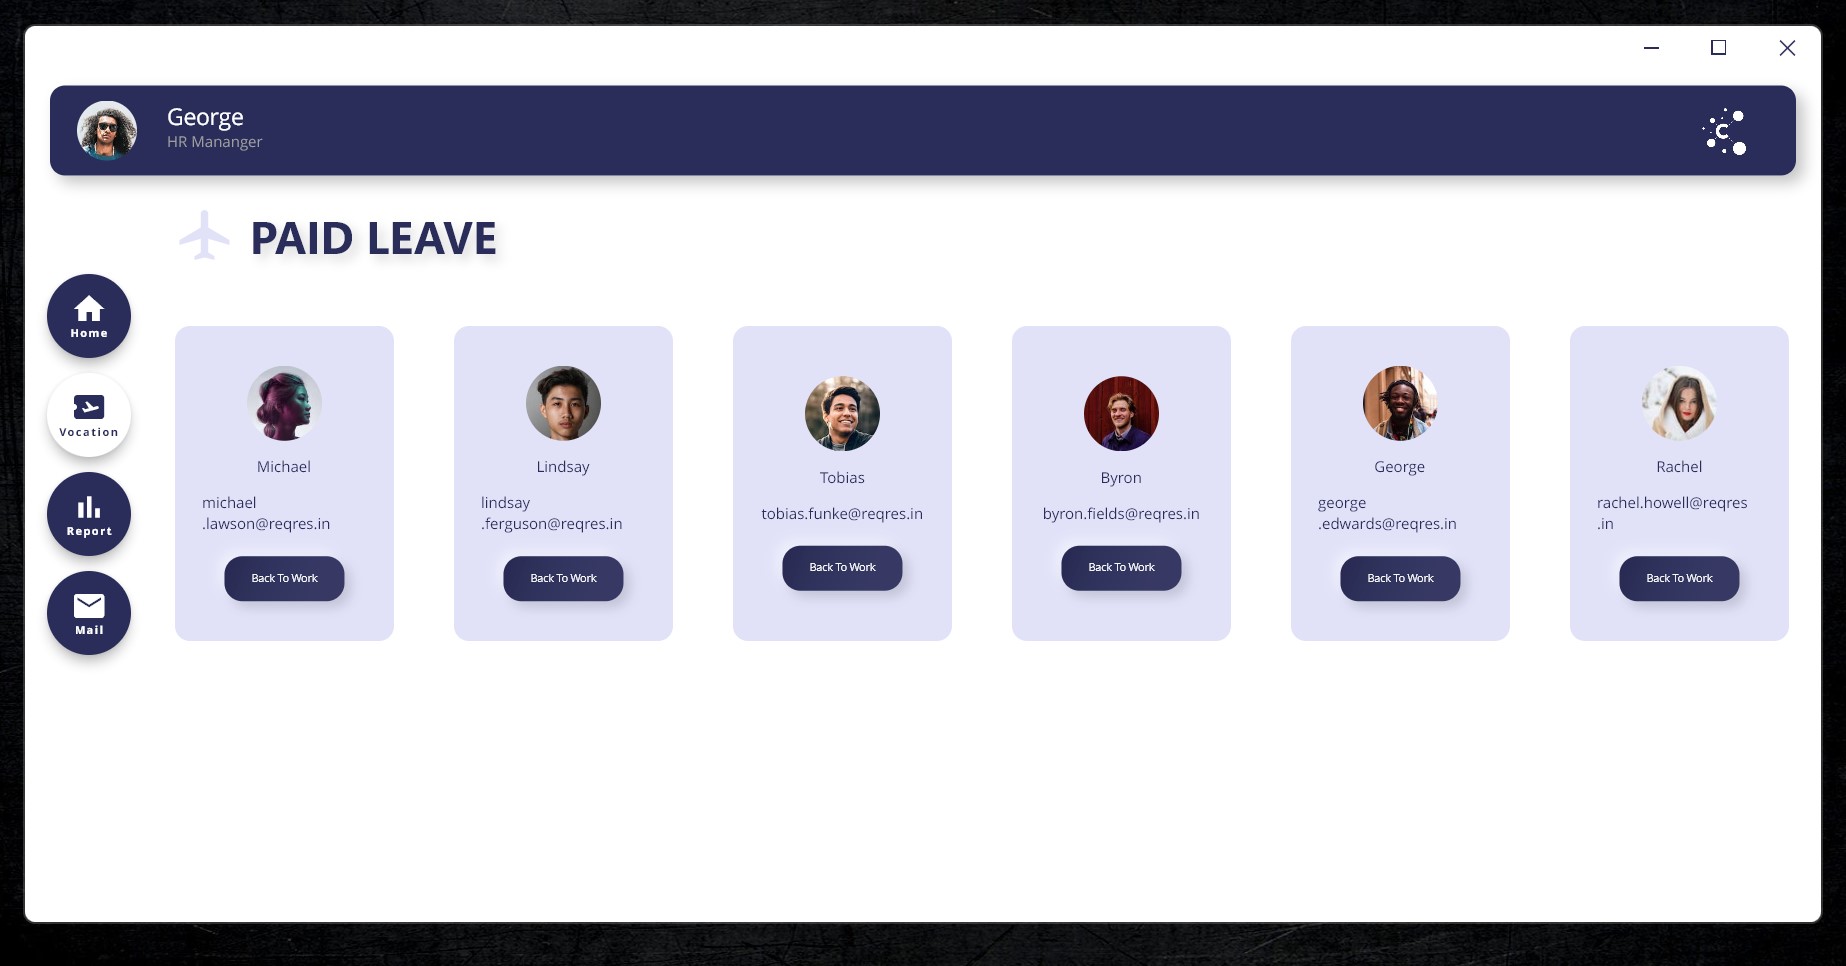 George
HR Mananger
PAID LEAVE
Home
Vocation
Report
Mail
Michael
michael
.lawson@reqres.in
Back To Work
Lindsay
lindsay
.ferguson@reqres.in
Back To Work
Tobias
tobias.funke@reqres.in
Back To Work
Byron
byron.fields@reqres.in
Back To Work
George
george
.edwards@reqres.in
Back To Work
Rachel
rachel.howell@reqres
.in
Back To Work